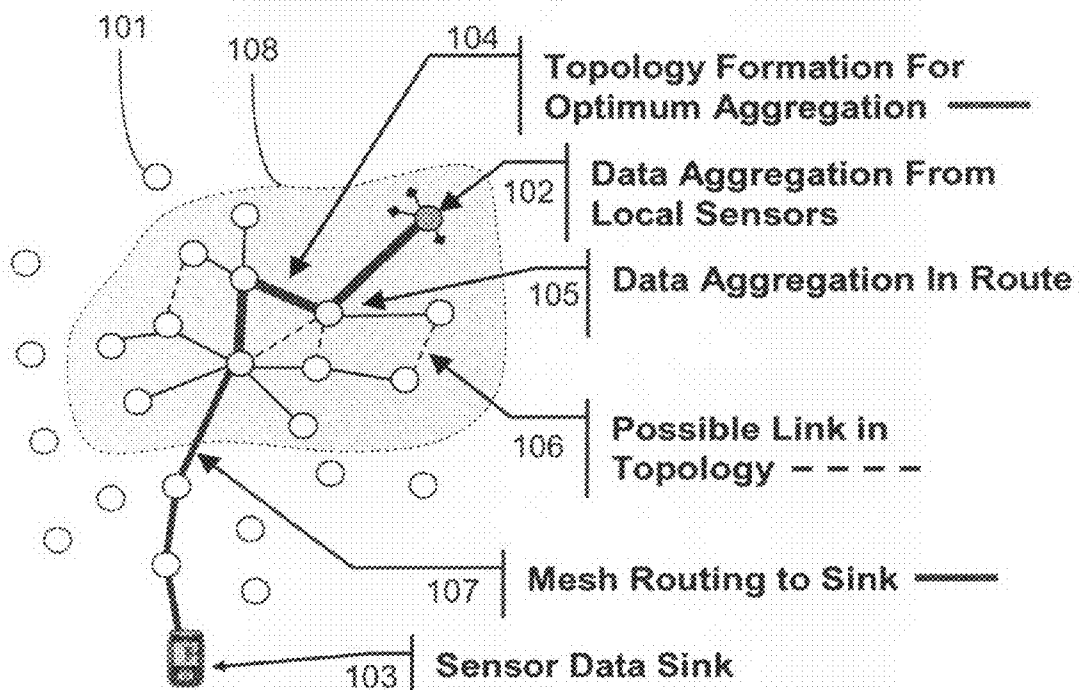 101
108
104
Topology Formation For
Optimum Aggregation
102
Data Aggregation From
Local Sensors
105
Data Aggregation In Route
106
Possible Link in
Topology
107
Mesh Routing to Sink
103
Sensor Data Sink